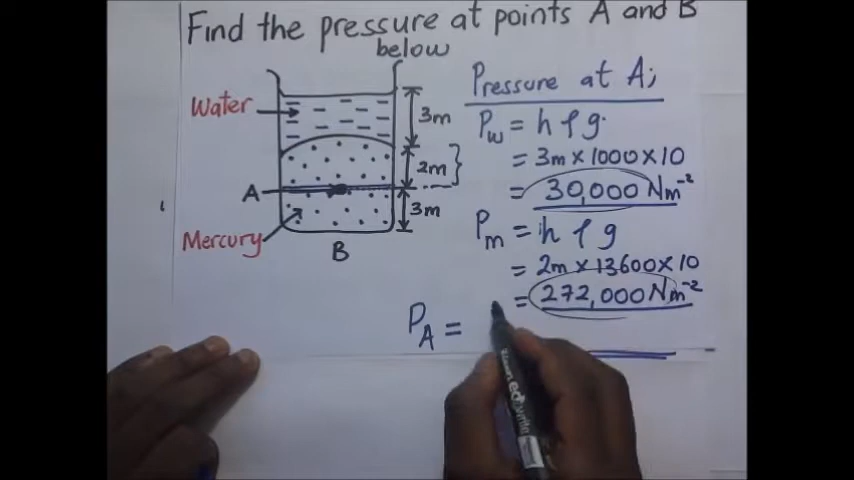 Find the pressure at points A and B
below
Water
3m
2m
A
3m
Mercury
B
Pressure at A;
Pw = hρg.
= 3m×1000×10
= 30,000 Nm⁻²
Pm = hρg
= 2m×13600×10
= 272,000 Nm⁻²
PA =